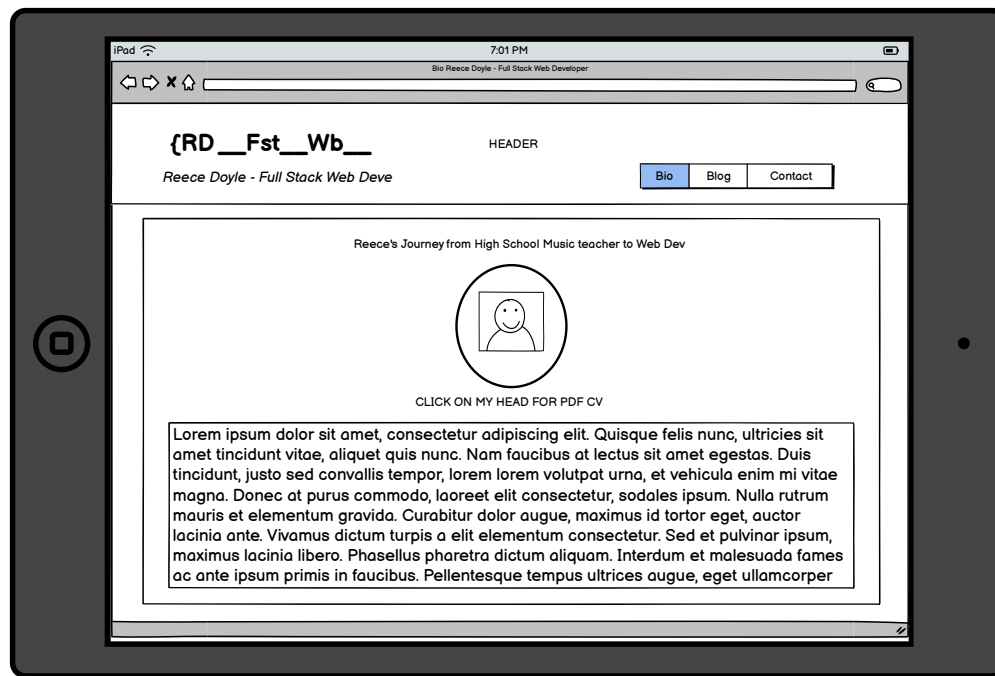 iPad
7:01 PM
Bio Reece Doyle - Full Stack Web Developer
{RD__Fst__Wb__
HEADER
Reece Doyle - Full Stack Web Deve
Bio
Blog
Contact
Reece's Journey from High School Music teacher to Web Dev
CLICK ON MY HEAD FOR PDF CV
Lorem ipsum dolor sit amet, consectetur adipiscing elit. Quisque felis nunc, ultricies sit
amet tincidunt vitae, aliquet quis nunc. Nam faucibus at lectus sit amet egestas. Duis
tincidunt, justo sed convallis tempor, lorem lorem volutpat urna, et vehicula enim mi vitae
magna. Donec at purus commodo, laoreet elit consectetur, sodales ipsum. Nulla rutrum
mauris et elementum gravida. Curabitur dolor augue, maximus id tortor eget, auctor
lacinia ante. Vivamus dictum turpis a elit elementum consectetur. Sed et pulvinar ipsum,
maximus lacinia libero. Phasellus pharetra dictum aliquam. Interdum et malesuada fames
ac ante ipsum primis in faucibus. Pellentesque tempus ultrices augue, eget ullamcorper